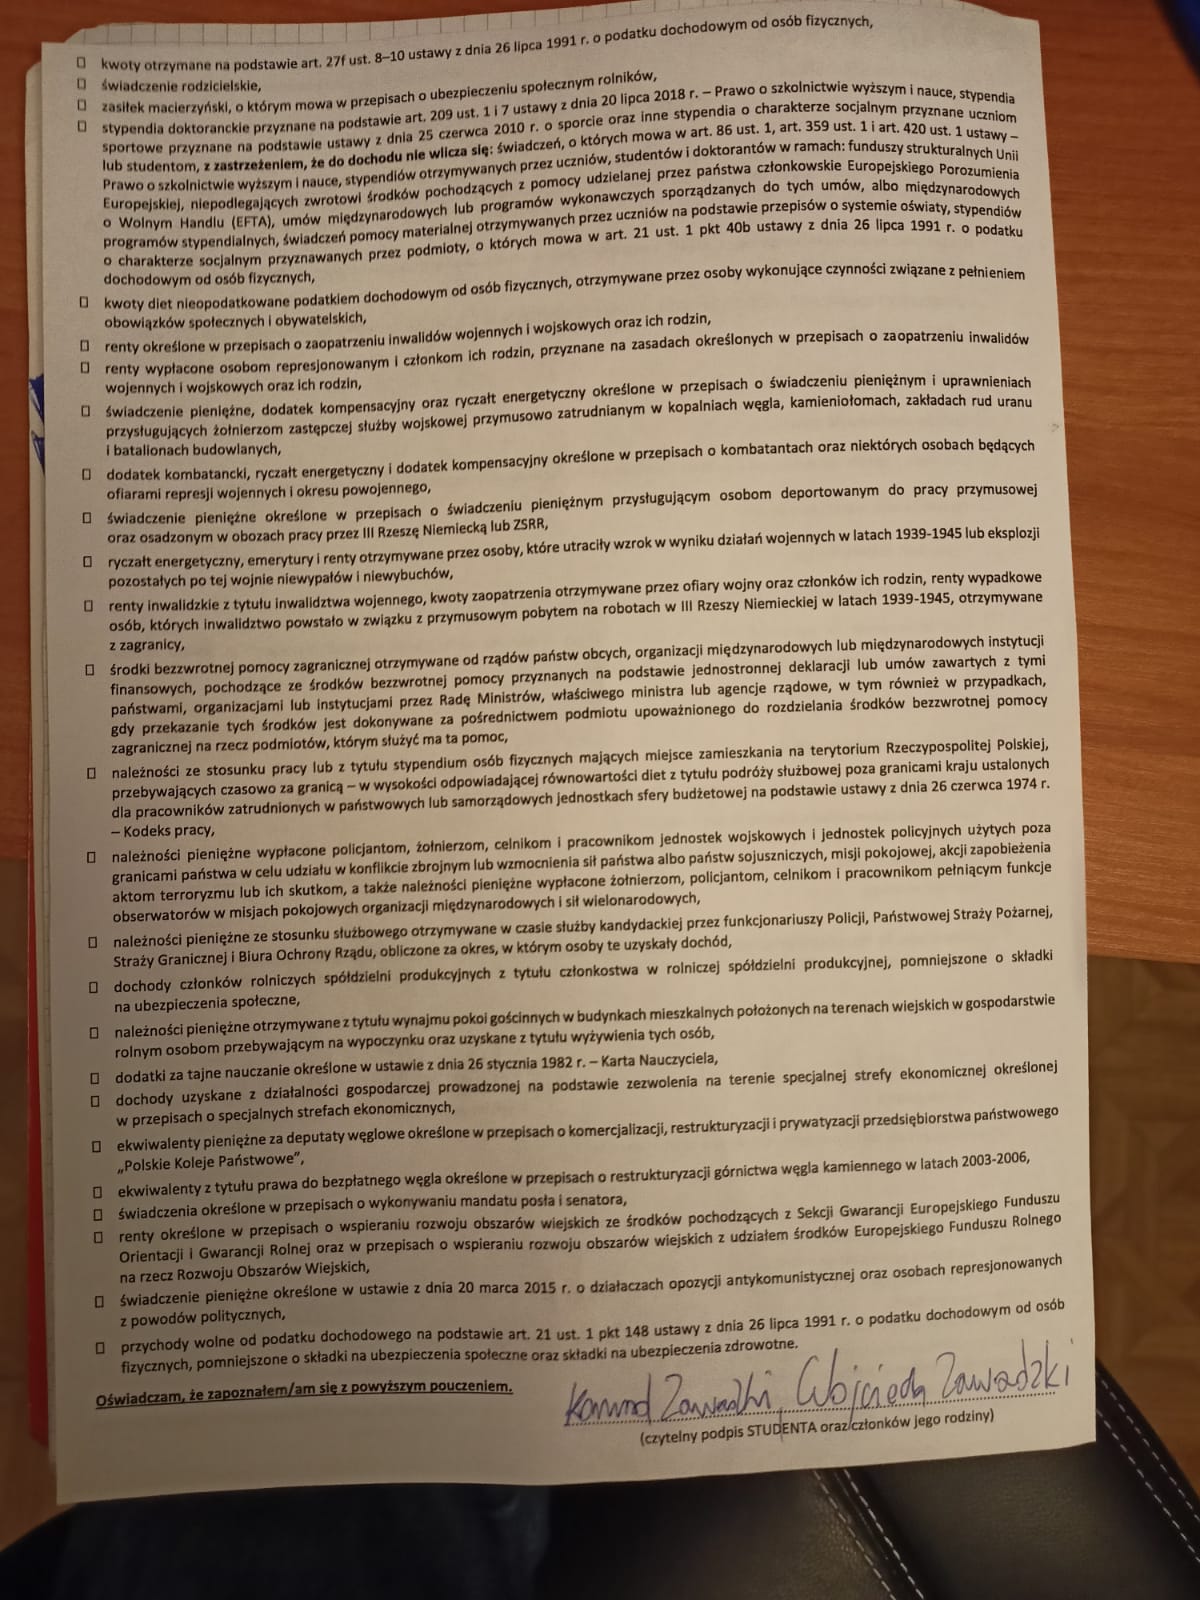 kwoty otrzymane na podstawie art. 27f ust. 8–10 ustawy z dnia 26 lipca 1991 r. o podatku dochodowym od osób fizycznych,
świadczenie rodzicielskie,
zasiłek macierzyński, o którym mowa w przepisach o ubezpieczeniu społecznym rolników,
stypendia doktoranckie przyznane na podstawie art. 209 ust. 1 i 7 ustawy z dnia 20 lipca 2018 r. – Prawo o szkolnictwie wyższym i nauce, stypendia
sportowe przyznane na podstawie ustawy z dnia 25 czerwca 2010 r. o sporcie oraz inne stypendia o charakterze socjalnym przyznane uczniom
lub studentom, z zastrzeżeniem, że do dochodu nie wlicza się: świadczeń, o których mowa w art. 86 ust. 1, art. 359 ust. 1 i art. 420 ust. 1 ustawy –
Prawo o szkolnictwie wyższym i nauce, stypendiów otrzymywanych przez uczniów, studentów i doktorantów w ramach: funduszy strukturalnych Unii
Europejskiej, niepodlegających zwrotowi środków pochodzących z pomocy udzielanej przez państwa członkowskie Europejskiego Porozumienia
o Wolnym Handlu (EFTA), umów międzynarodowych lub programów wykonawczych sporządzanych do tych umów, albo międzynarodowych
programów stypendialnych, świadczeń pomocy materialnej otrzymywanych przez uczniów na podstawie przepisów o systemie oświaty, stypendiów
o charakterze socjalnym przyznawanych przez podmioty, o których mowa w art. 21 ust. 1 pkt 40b ustawy z dnia 26 lipca 1991 r. o podatku
dochodowym od osób fizycznych,
kwoty diet nieopodatkowane podatkiem dochodowym od osób fizycznych, otrzymywane przez osoby wykonujące czynności związane z pełnieniem
obowiązków społecznych i obywatelskich,
renty określone w przepisach o zaopatrzeniu inwalidów wojennych i wojskowych oraz ich rodzin,
renty wypłacone osobom represjonowanym i członkom ich rodzin, przyznane na zasadach określonych w przepisach o zaopatrzeniu inwalidów
wojennych i wojskowych oraz ich rodzin,
świadczenie pieniężne, dodatek kompensacyjny oraz ryczałt energetyczny określone w przepisach o świadczeniu pieniężnym i uprawnieniach
przysługujących żołnierzom zastępczej służby wojskowej przymusowo zatrudnianym w kopalniach węgla, kamieniołomach, zakładach rud uranu
i batalionach budowlanych,
dodatek kombatancki, ryczałt energetyczny i dodatek kompensacyjny określone w przepisach o kombatantach oraz niektórych osobach będących
ofiarami represji wojennych i okresu powojennego,
świadczenie pieniężne określone w przepisach o świadczeniu pieniężnym przysługującym osobom deportowanym do pracy przymusowej
oraz osadzonym w obozach pracy przez III Rzeszę Niemiecką lub ZSRR,
ryczałt energetyczny, emerytury i renty otrzymywane przez osoby, które utraciły wzrok w wyniku działań wojennych w latach 1939-1945 lub eksplozji
pozostałych po tej wojnie niewypałów i niewybuchów,
renty inwalidzkie z tytułu inwalidztwa wojennego, kwoty zaopatrzenia otrzymywane przez ofiary wojny oraz członków ich rodzin, renty wypadkowe
osób, których inwalidztwo powstało w związku z przymusowym pobytem na robotach w III Rzeszy Niemieckiej w latach 1939-1945, otrzymywane
z zagranicy,
środki bezzwrotnej pomocy zagranicznej otrzymywane od rządów państw obcych, organizacji międzynarodowych lub międzynarodowych instytucji
finansowych, pochodzące ze środków bezzwrotnej pomocy przyznanych na podstawie jednostronnej deklaracji lub umów zawartych z tymi
państwami, organizacjami lub instytucjami przez Radę Ministrów, właściwego ministra lub agencje rządowe, w tym również w przypadkach,
gdy przekazanie tych środków jest dokonywane za pośrednictwem podmiotu upoważnionego do rozdzielania środków bezzwrotnej pomocy
zagranicznej na rzecz podmiotów, którym służyć ma ta pomoc,
należności ze stosunku pracy lub z tytułu stypendium osób fizycznych mających miejsce zamieszkania na terytorium Rzeczypospolitej Polskiej,
przebywających czasowo za granicą – w wysokości odpowiadającej równowartości diet z tytułu podróży służbowej poza granicami kraju ustalonych
dla pracowników zatrudnionych w państwowych lub samorządowych jednostkach sfery budżetowej na podstawie ustawy z dnia 26 czerwca 1974 r.
– Kodeks pracy,
należności pieniężne wypłacone policjantom, żołnierzom, celnikom i pracownikom jednostek wojskowych i jednostek policyjnych użytych poza
granicami państwa w celu udziału w konflikcie zbrojnym lub wzmocnienia sił państwa albo państw sojuszniczych, misji pokojowej, akcji zapobieżenia
aktom terroryzmu lub ich skutkom, a także należności pieniężne wypłacone żołnierzom, policjantom, celnikom i pracownikom pełniącym funkcje
obserwatorów w misjach pokojowych organizacji międzynarodowych i sił wielonarodowych,
należności pieniężne ze stosunku służbowego otrzymywane w czasie służby kandydackiej przez funkcjonariuszy Policji, Państwowej Straży Pożarnej,
Straży Granicznej i Biura Ochrony Rządu, obliczone za okres, w którym osoby te uzyskały dochód,
dochody członków rolniczych spółdzielni produkcyjnych z tytułu członkostwa w rolniczej spółdzielni produkcyjnej, pomniejszone o składki
na ubezpieczenia społeczne,
należności pieniężne otrzymywane z tytułu wynajmu pokoi gościnnych w budynkach mieszkalnych położonych na terenach wiejskich w gospodarstwie
rolnym osobom przebywającym na wypoczynku oraz uzyskane z tytułu wyżywienia tych osób,
dodatki za tajne nauczanie określone w ustawie z dnia 26 stycznia 1982 r. – Karta Nauczyciela,
dochody uzyskane z działalności gospodarczej prowadzonej na podstawie zezwolenia na terenie specjalnej strefy ekonomicznej określonej
w przepisach o specjalnych strefach ekonomicznych,
ekwiwalenty pieniężne za deputaty węglowe określone w przepisach o komercjalizacji, restrukturyzacji i prywatyzacji przedsiębiorstwa państwowego
„Polskie Koleje Państwowe”,
ekwiwalenty z tytułu prawa do bezpłatnego węgla określone w przepisach o restrukturyzacji górnictwa węgla kamiennego w latach 2003-2006,
świadczenia określone w przepisach o wykonywaniu mandatu posła i senatora,
renty określone w przepisach o wspieraniu rozwoju obszarów wiejskich ze środków pochodzących z Sekcji Gwarancji Europejskiego Funduszu
Orientacji i Gwarancji Rolnej oraz w przepisach o wspieraniu rozwoju obszarów wiejskich z udziałem środków Europejskiego Funduszu Rolnego
na rzecz Rozwoju Obszarów Wiejskich,
świadczenie pieniężne określone w ustawie z dnia 20 marca 2015 r. o działaczach opozycji antykomunistycznej oraz osobach represjonowanych
z powodów politycznych,
przychody wolne od podatku dochodowego na podstawie art. 21 ust. 1 pkt 148 ustawy z dnia 26 lipca 1991 r. o podatku dochodowym od osób
fizycznych, pomniejszone o składki na ubezpieczenia społeczne oraz składki na ubezpieczenia zdrowotne.
Oświadczam, że zapoznałem/am się z powyższym pouczeniem.
Konrad Zawadzki, Wojciech Zawadzki
(czytelny podpis STUDENTA oraz członków jego rodziny)